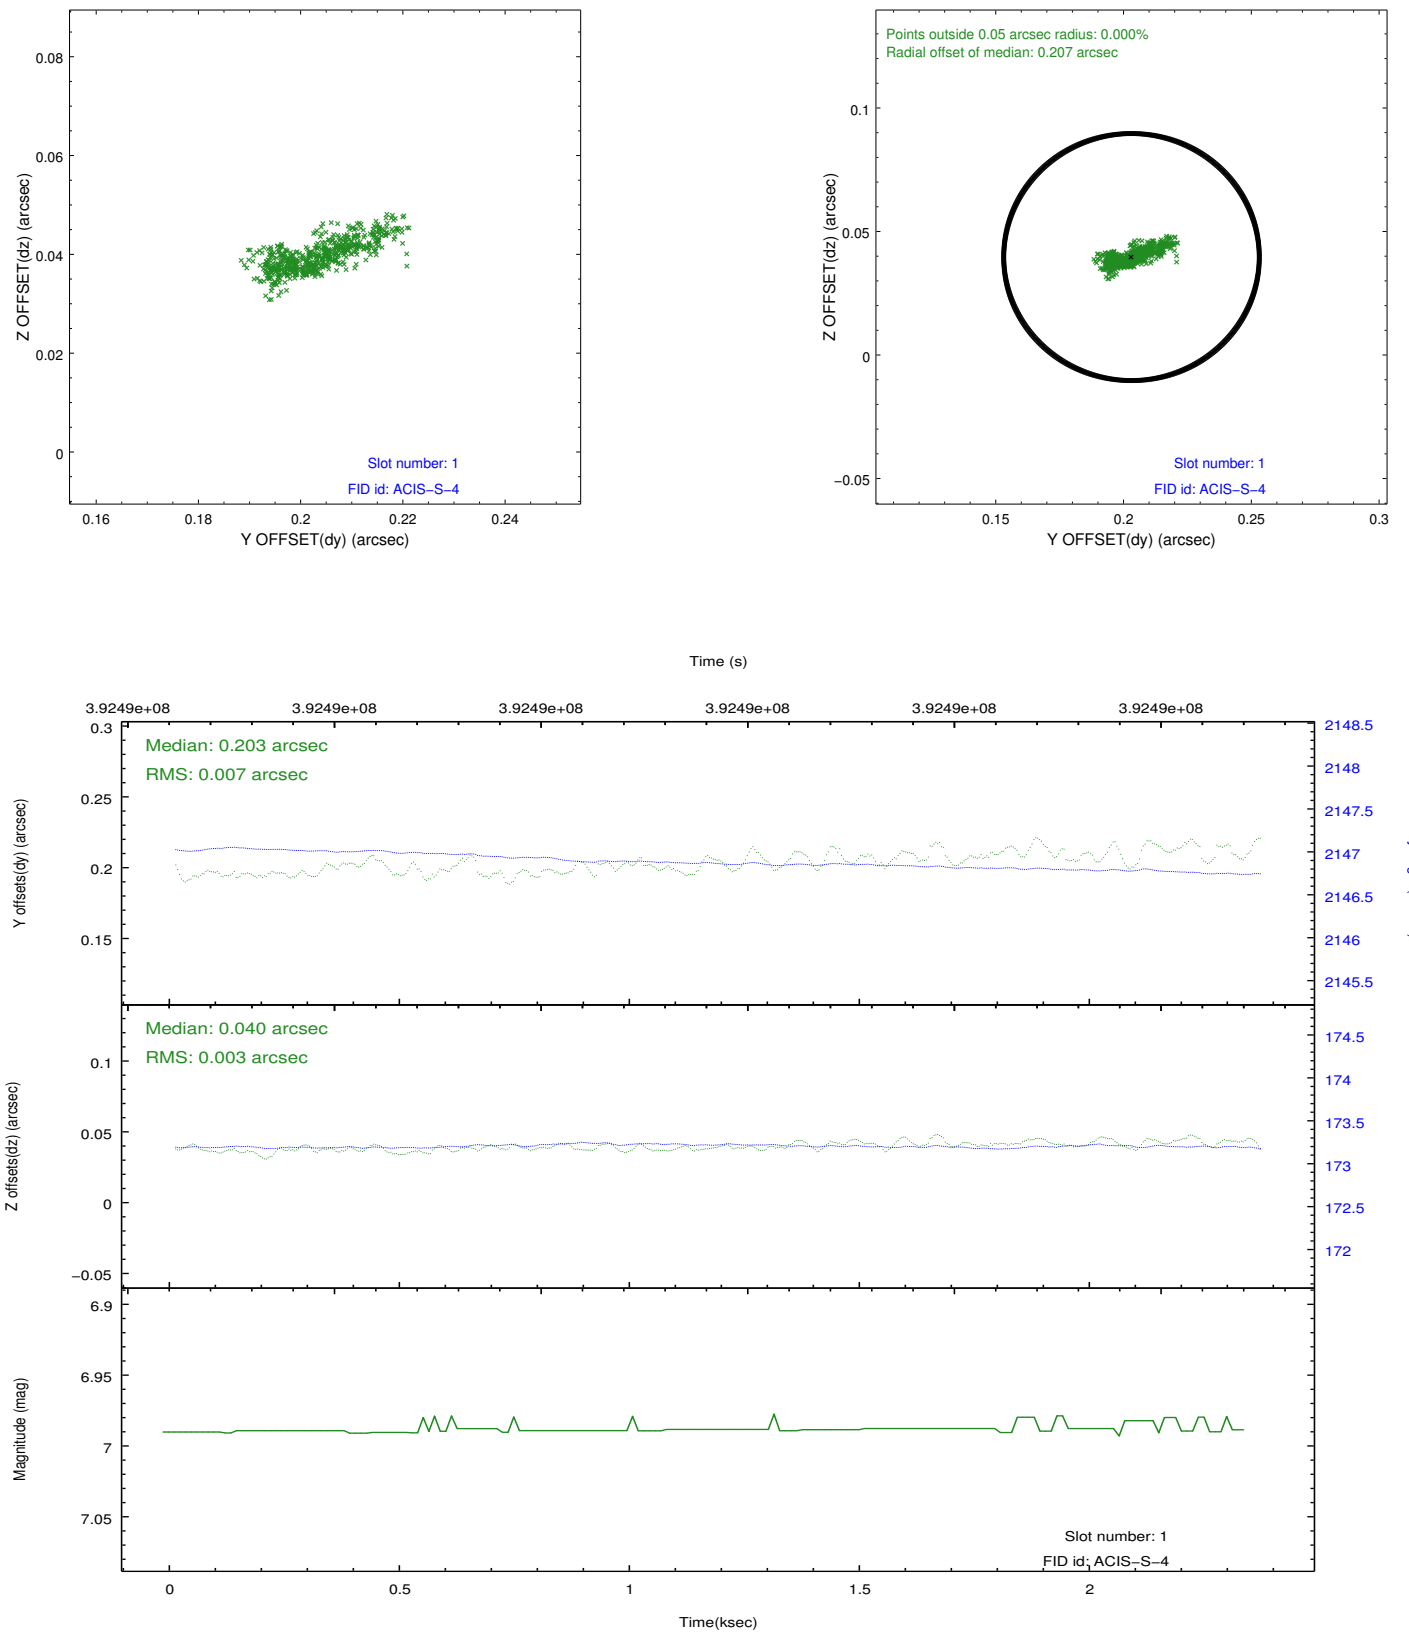 Points outside 0.05 arcsec radius: 0.000%
Radial offset of median: 0.207 arcsec
0.08
0.06
0.04
0.02
0
Z OFFSET(dz) (arcsec)
Slot number: 1
FID id: ACIS−S−4
0.16 0.18 0.2 0.22 0.24
Y OFFSET(dy) (arcsec)
0.1
0.05
0
−0.05
Z OFFSET(dz) (arcsec)
Slot number: 1
FID id: ACIS−S−4
0.15 0.2 0.25 0.3
Y OFFSET(dy) (arcsec)
Time (s)
3.9249e+08 3.9249e+08 3.9249e+08 3.9249e+08 3.9249e+08 3.9249e+08
Median: 0.203 arcsec
RMS: 0.007 arcsec
0.3
0.25
0.2
0.15
Y offsets(dy) (arcsec)
2148.5
2148
2147.5
2147
2146.5
2146
2145.5
Median: 0.040 arcsec
RMS: 0.003 arcsec
0.1
0.05
0
−0.05
Z offsets(dz) (arcsec)
174.5
174
173.5
173
172.5
172
6.9
6.95
7
7.05
Magnitude (mag)
Slot number: 1
FID id: ACIS−S−4
0 0.5 1 1.5 2
Time(ksec)